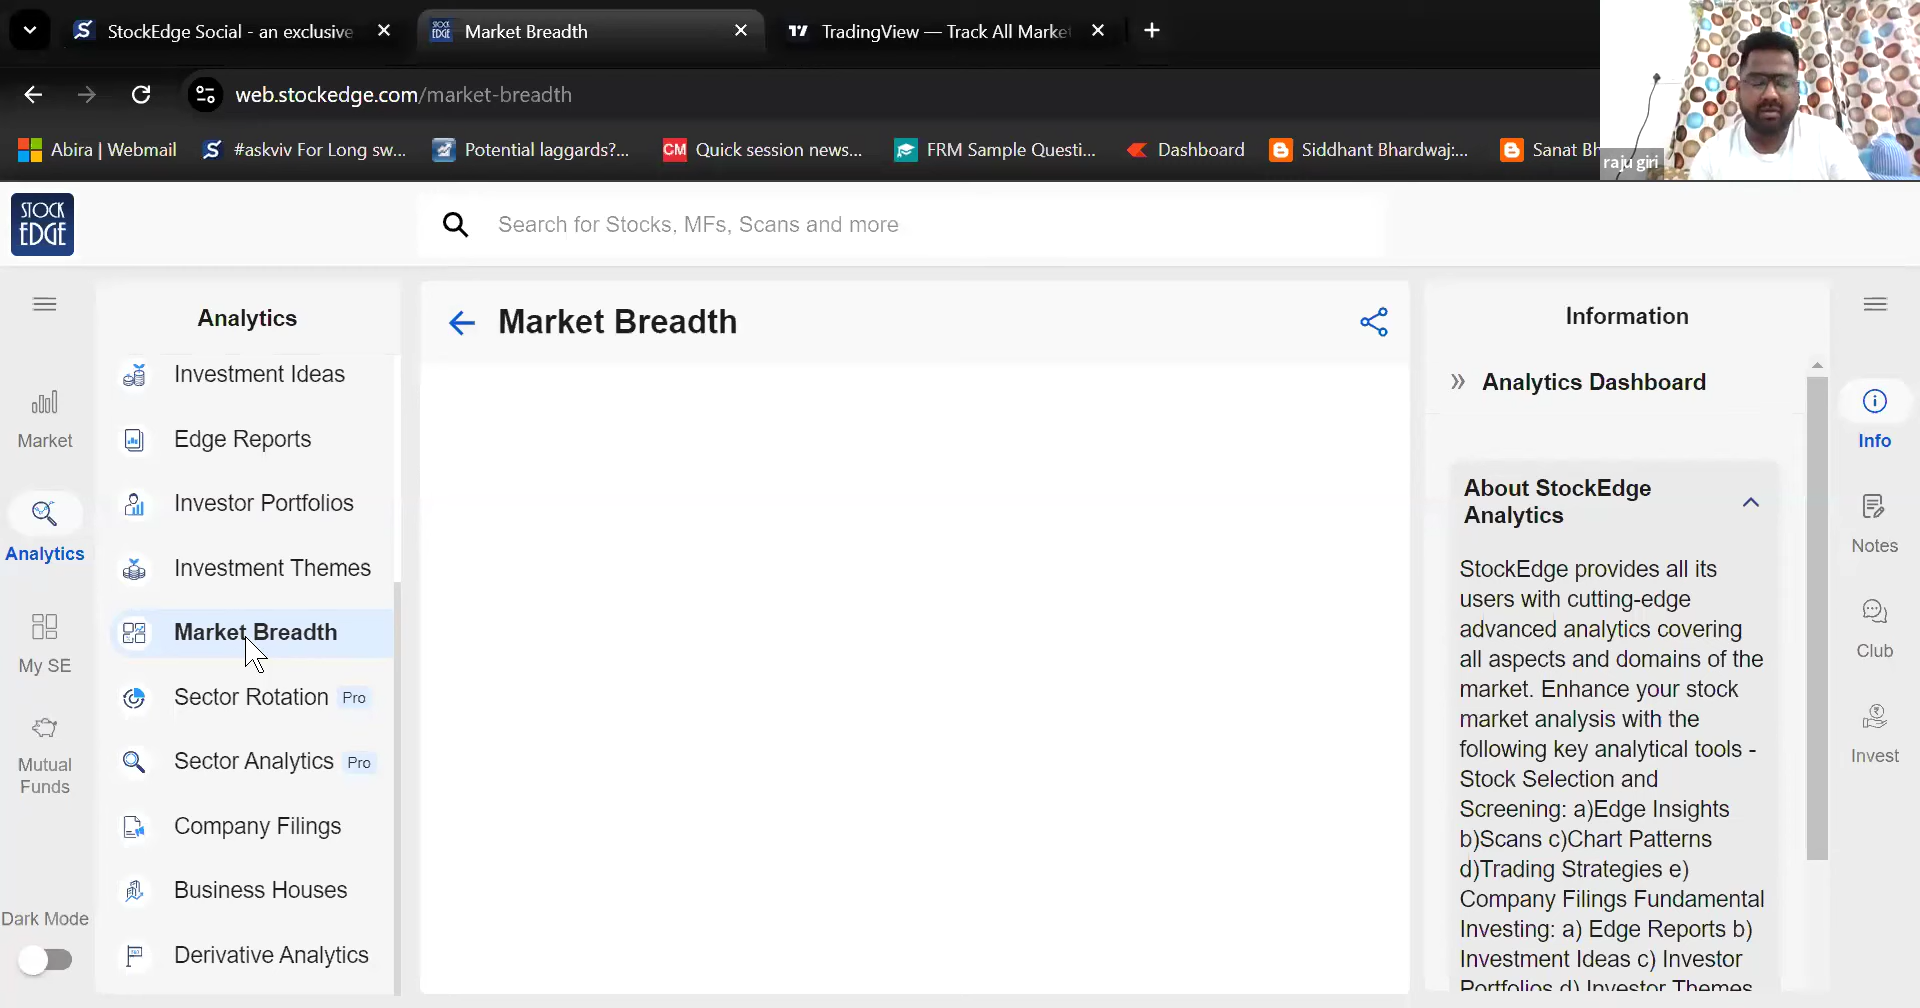 StockEdge Social - an exclusive
STOCK EDGE
Market Breadth
TradingView — Track All Marke
web.stockedge.com/market-breadth
Abira | Webmail
#askviv For Long sw...
Potential laggards?...
CM
Quick session news...
FRM Sample Questi...
Dashboard
Siddhant Bhardwaj:...
Sanat Bh
raju giri
STOCK
EDGE
Search for Stocks, MFs, Scans and more
Market
Analytics
My SE
Mutual
Funds
Dark Mode
Analytics
Investment Ideas
Edge Reports
Investor Portfolios
Investment Themes
Market Breadth
Sector Rotation Pro
Sector Analytics Pro
Company Filings
Business Houses
Derivative Analytics
Market Breadth
Information
Analytics Dashboard
About StockEdge
Analytics
StockEdge provides all its
users with cutting-edge
advanced analytics covering
all aspects and domains of the
market. Enhance your stock
market analysis with the
following key analytical tools -
Stock Selection and
Screening: a)Edge Insights
b)Scans c)Chart Patterns
d)Trading Strategies e)
Company Filings Fundamental
Investing: a) Edge Reports b)
Investment Ideas c) Investor
Portfolios d) Investor Themes
Info
Notes
Club
Invest